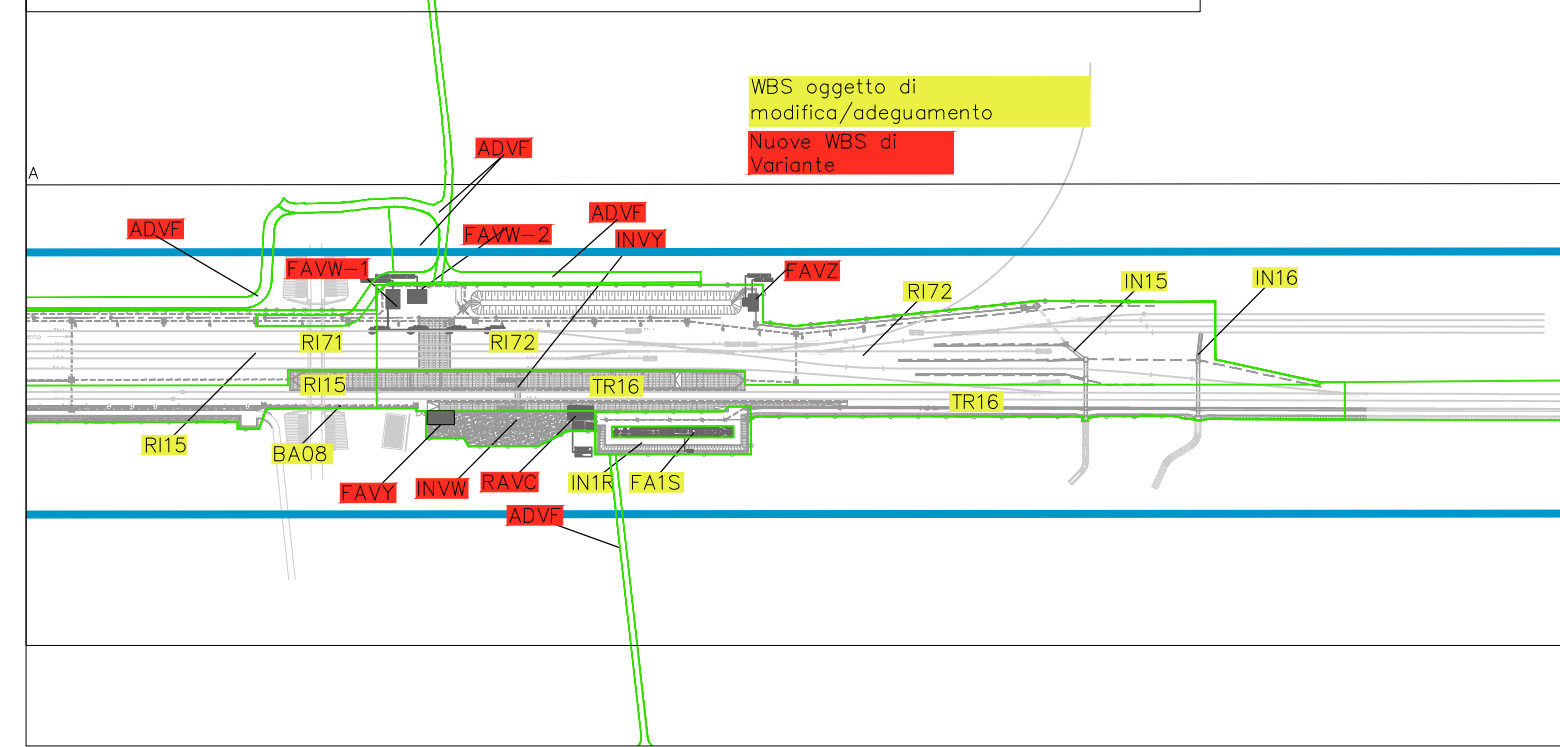 WBS oggetto di
modifica/adeguamento
Nuove WBS di
Variante
ADVF
A
ADVF
ADVF
FAVW-2
INVY
FAVW-1
FAVZ
IN15
IN16
RI72
RI71
RI72
RI15
TR16
TR16
RI15
BA08
FAVY
INVW
RAVC
IN1R
FA1S
ADVF